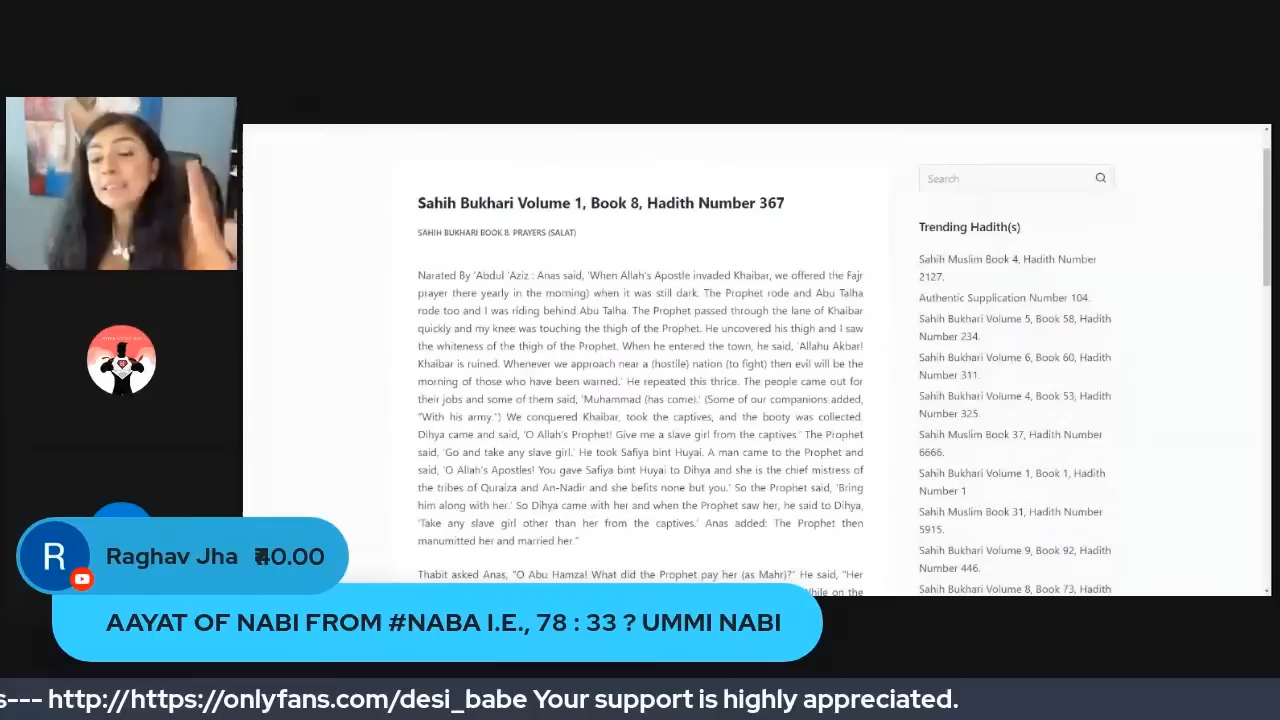 Sahih Bukhari Volume 1, Book 8, Hadith Number 367
SAHIH BUKHARI BOOK 8. PRAYERS (SALAT)
Narated By 'Abdul 'Aziz : Anas said, 'When Allah's Apostle invaded Khaibar, we offered the Fajr
prayer there yearly in the morning) when it was still dark. The Prophet rode and Abu Talha
rode too and I was riding behind Abu Talha. The Prophet passed through the lane of Khaibar
quickly and my knee was touching the thigh of the Prophet. He uncovered his thigh and I saw
the whiteness of the thigh of the Prophet. When he entered the town, he said, 'Allahu Akbar!
Khaibar is ruined. Whenever we approach near a (hostile) nation (to fight) then evil will be the
morning of those who have been warned.' He repeated this thrice. The people came out for
their jobs and some of them said, 'Muhammad (has come).' (Some of our companions added,
"With his army.") We conquered Khaibar, took the captives, and the booty was collected.
Dihya came and said, 'O Allah's Prophet! Give me a slave girl from the captives.' The Prophet
said, 'Go and take any slave girl.' He took Safiya bint Huyai. A man came to the Prophet and
said, 'O Allah's Apostles! You gave Safiya bint Huyai to Dihya and she is the chief mistress of
the tribes of Quraiza and An-Nadir and she befits none but you.' So the Prophet said, 'Bring
him along with her.' So Dihya came with her and when the Prophet saw her, he said to Dihya,
'Take any slave girl other than her from the captives.' Anas added: The Prophet then
manumitted her and married her."
Thabit asked Anas, "O Abu Hamza! What did the Prophet pay her (as Mahr)?" He said, "Her
While on the
Search
Trending Hadith(s)
Sahih Muslim Book 4, Hadith Number
2127.
Authentic Supplication Number 104.
Sahih Bukhari Volume 5, Book 58, Hadith
Number 234.
Sahih Bukhari Volume 6, Book 60, Hadith
Number 311.
Sahih Bukhari Volume 4, Book 53, Hadith
Number 325.
Sahih Muslim Book 37, Hadith Number
6666.
Sahih Bukhari Volume 1, Book 1, Hadith
Number 1
Sahih Muslim Book 31, Hadith Number
5915.
Sahih Bukhari Volume 9, Book 92, Hadith
Number 446.
Sahih Bukhari Volume 8, Book 73, Hadith
R
Raghav Jha ₹40.00
AAYAT OF NABI FROM #NABA I.E., 78 : 33 ? UMMI NABI
s--- http://https://onlyfans.com/desi_babe Your support is highly appreciated.